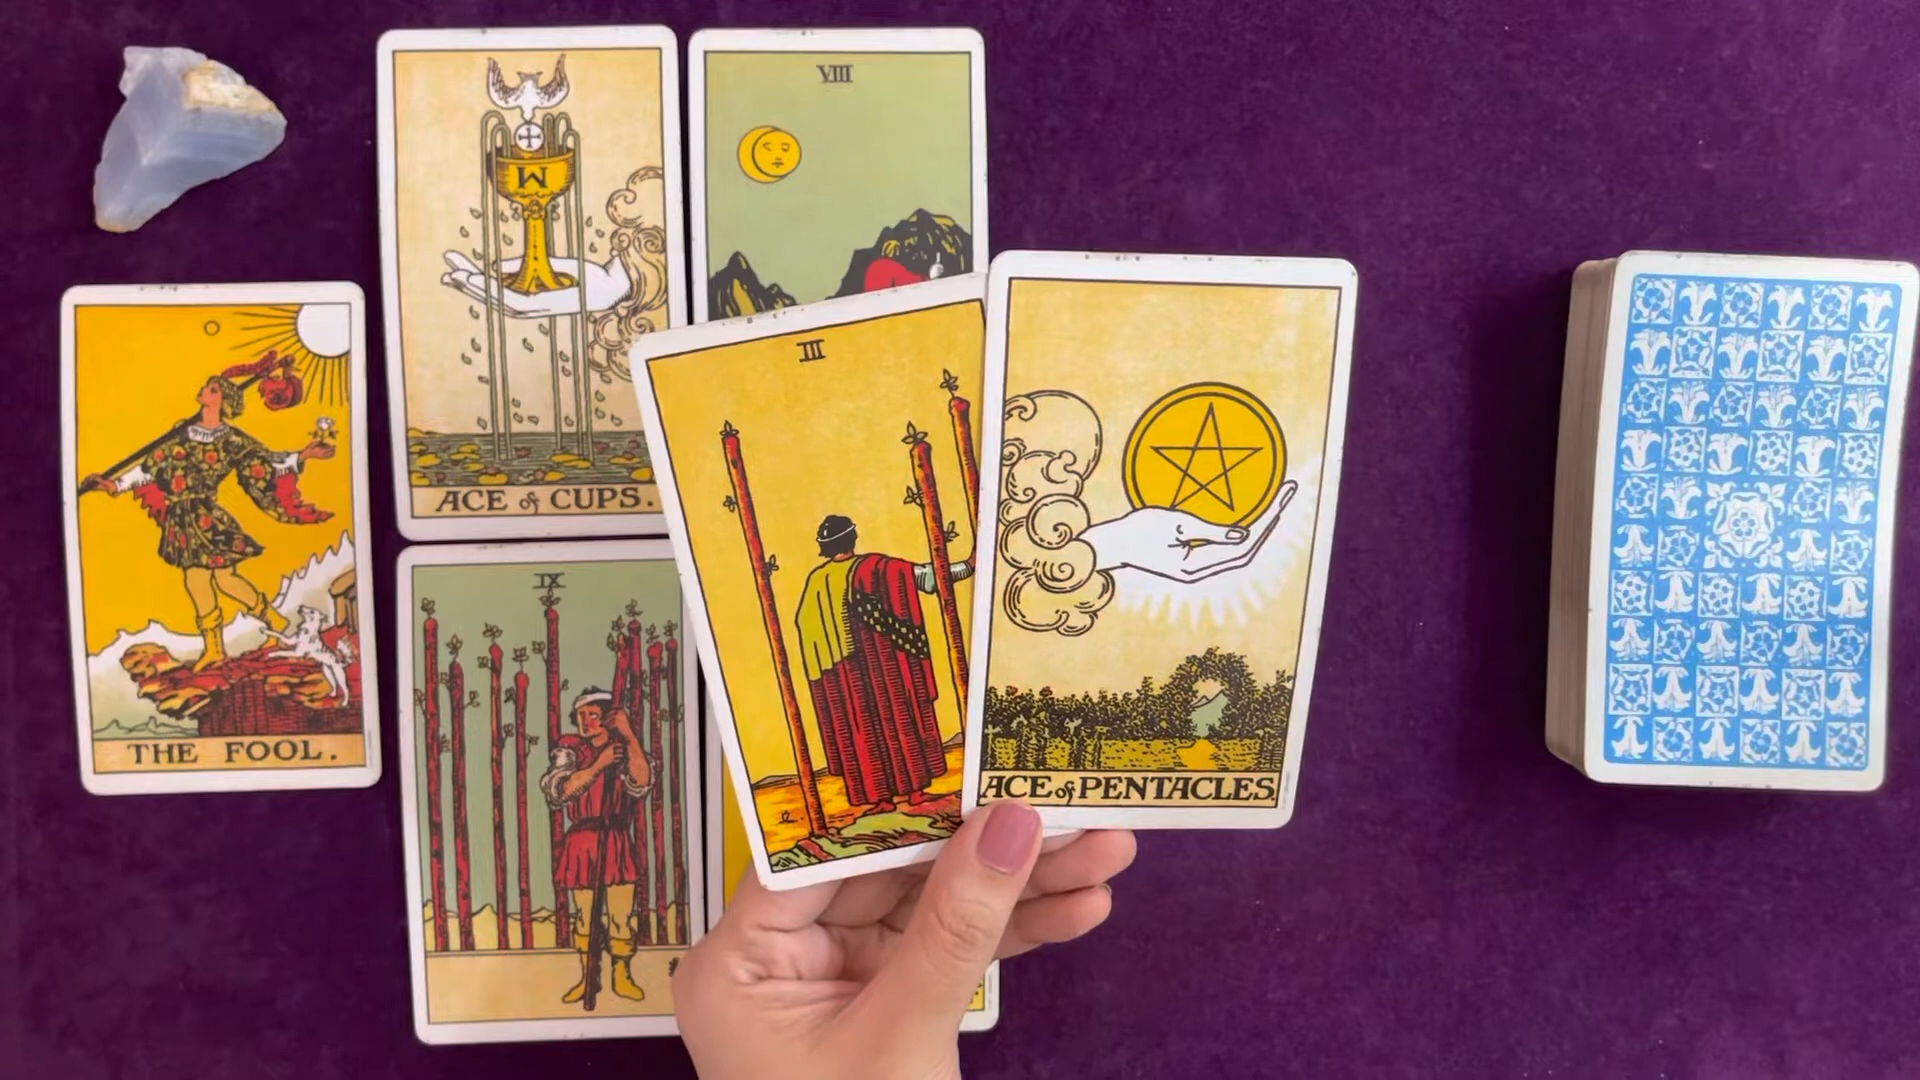 VIII
ACE of CUPS.
THE FOOL.
IX
III
ACE of PENTACLES.